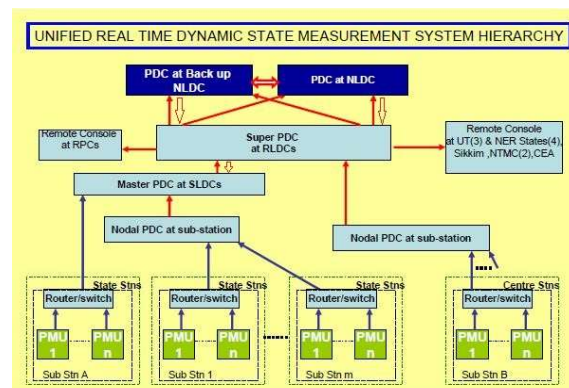 UNIFIED REAL TIME DYNAMIC STATE MEASUREMENT SYSTEM HIERARCHY
PDC at Back up
NLDC
PDC at NLDC
Remote Console
at RPCs
Super PDC
at RLDCs
Remote Console
at UT(3) & NER States(4),
Sikkim ,NTMC(2),CEA
Master PDC at SLDCs
Nodal PDC at sub-station
Nodal PDC at sub-station
State Stns
State Stns
State Stns
Centre Stns
Router/switch
Router/switch
Router/switch
Router/switch
PMU
1
PMU
n
PMU
1
PMU
n
PMU
1
PMU
n
PMU
1
PMU
n
Sub Stn A
Sub Stn 1
Sub Stn m
Sub Stn B